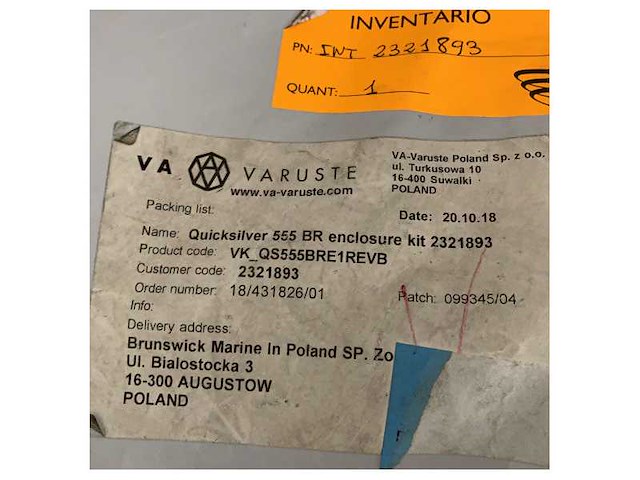 INVENTARIO
PN: INT 2321893
QUANT: 1
VA VARUSTE
www.va-varuste.com
VA-Varuste Poland Sp. z o.o.
ul. Turkusowa 10
16-400 Suwalki
POLAND
Packing list:
Date: 20.10.18
Name: Quicksilver 555 BR enclosure kit 2321893
Product code: VK_QS555BRE1REVB
Customer code: 2321893
Order number: 18/431826/01
Patch: 099345/04
Info:
Delivery address:
Brunswick Marine In Poland SP. Zo
Ul. Bialostocka 3
16-300 AUGUSTOW
POLAND